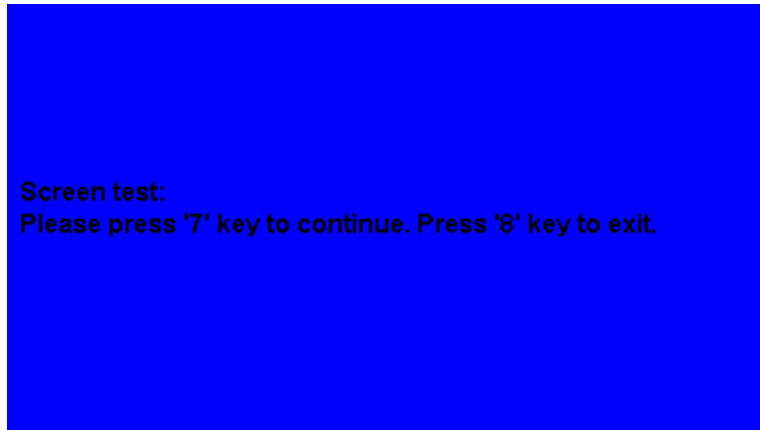 Screen test:
Please press '7' key to continue. Press '8' key to exit.